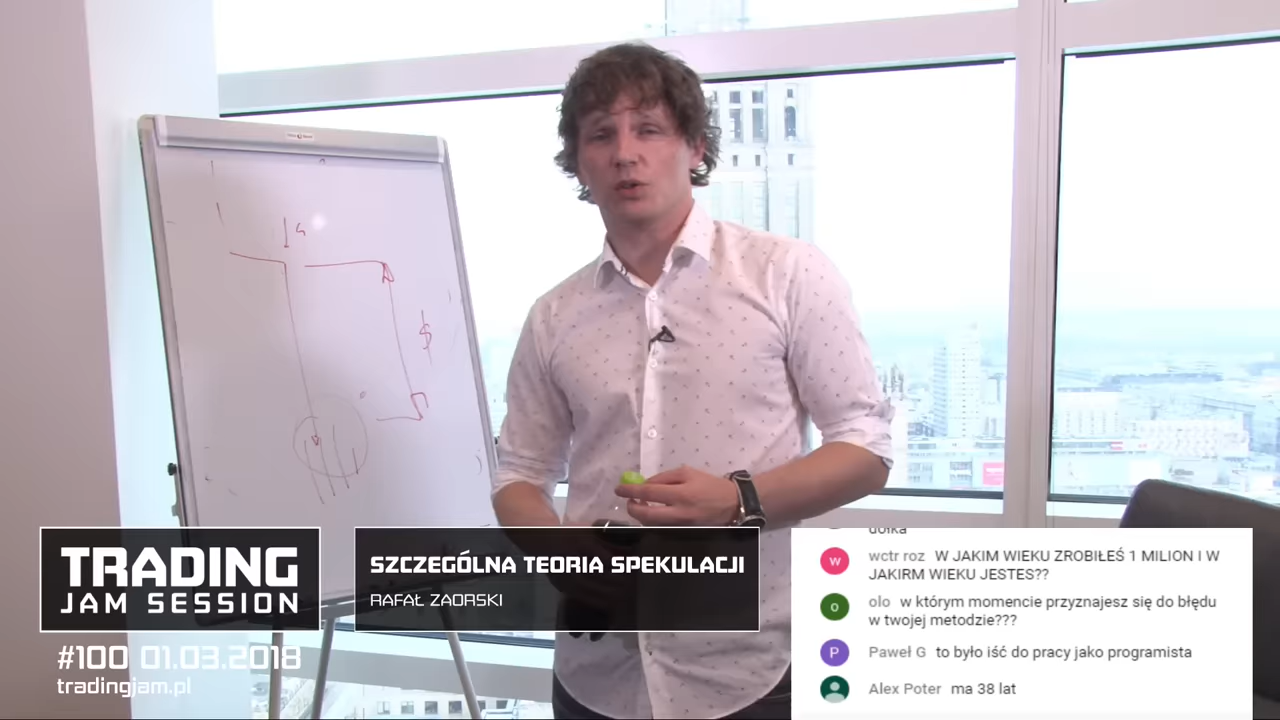 $
TRADING
JAM SESSION
#100 01.03.2018
tradingjam.pl
SZCZEGÓLNA TEORIA SPEKULACJI
RAFAŁ ZAORSKI
wctr roz W JAKIM WIEKU ZROBIŁEŚ 1 MILION I W
JAKIRM WIEKU JESTES??
olo w którym momencie przyznajesz się do błędu
w twojej metodzie???
Paweł G to było iść do pracy jako programista
Alex Poter ma 38 lat